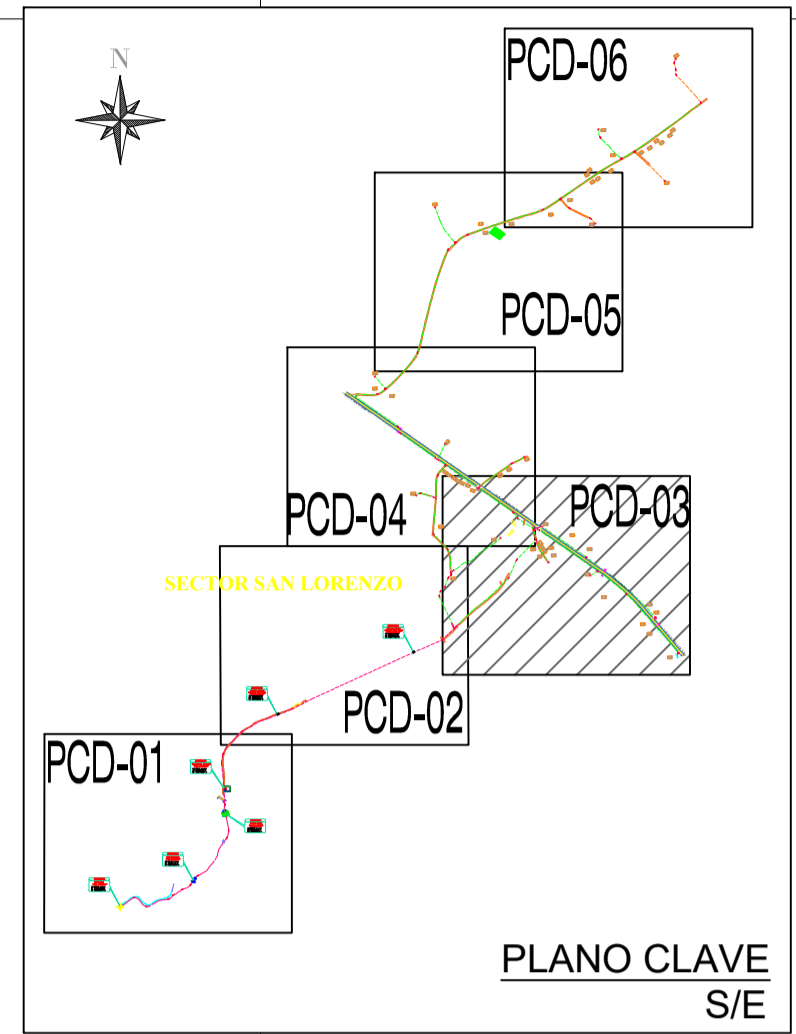 N
PCD-06
PCD-05
PCD-04
PCD-03
SECTOR SAN LORENZO
PCD-02
PCD-01
PLANO CLAVE
S/E